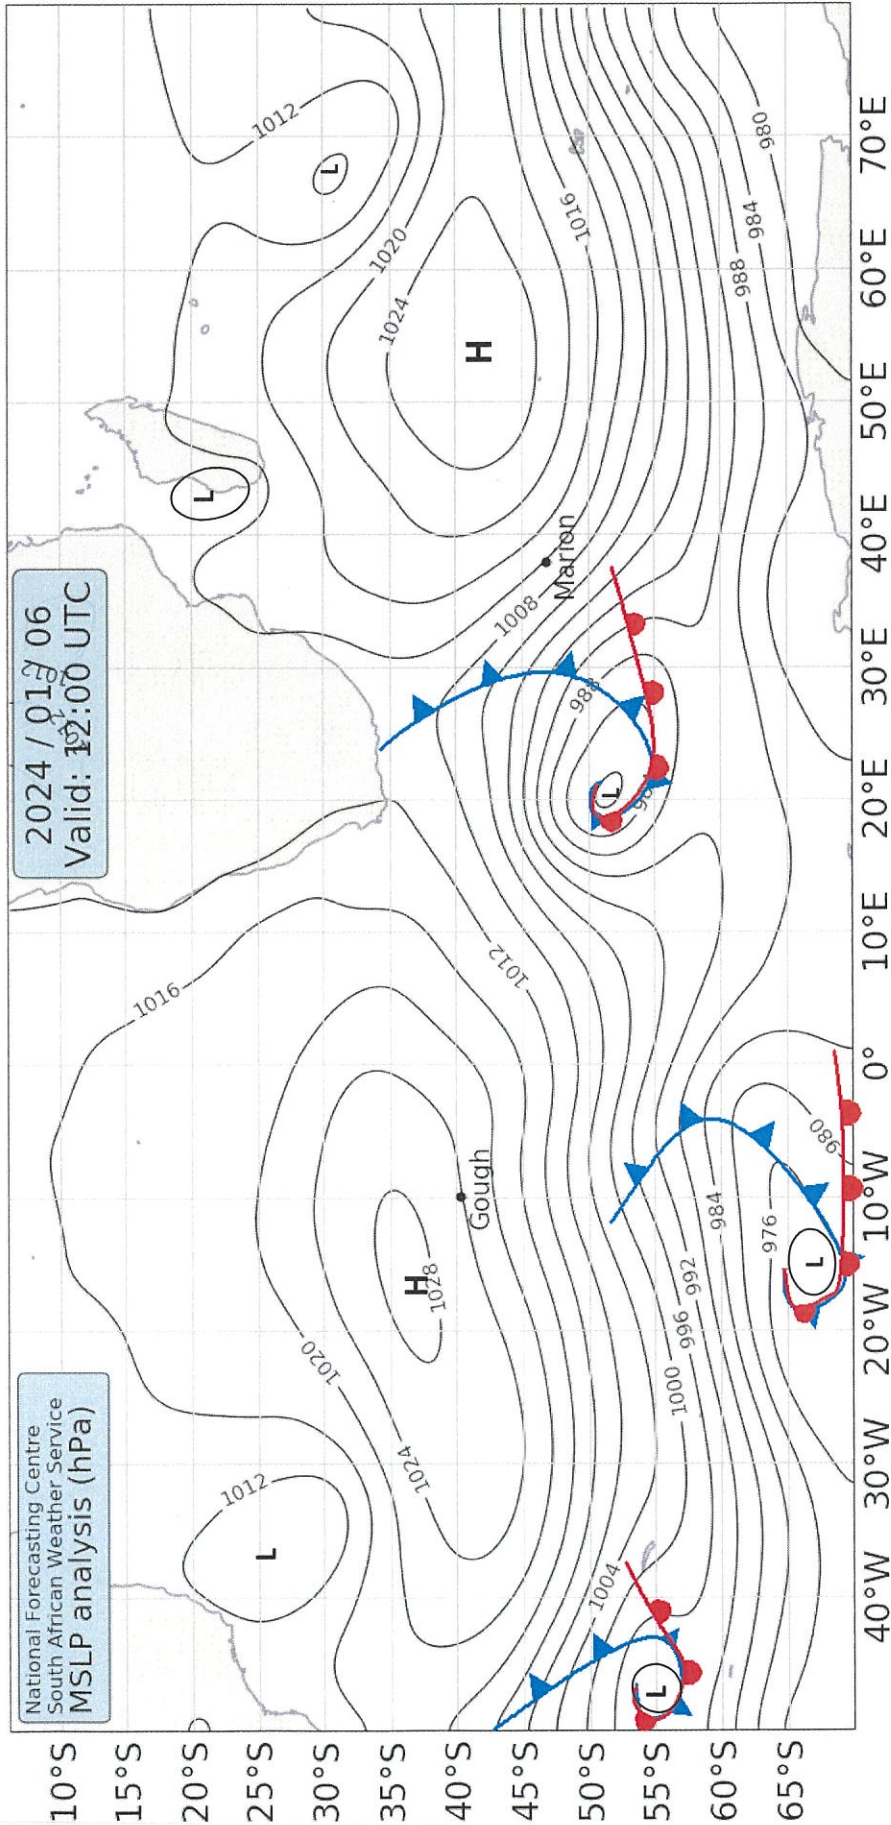 National Forecasting Centre
South African Weather Service
MSLP analysis (hPa)
2024 / 01 / 06
Valid: 12:00 UTC
10°S
15°S
20°S
25°S
30°S
35°S
40°S
45°S
50°S
55°S
60°S
65°S
1016
L
1012
L
1012
L
1020
1020
1024
1024
H
1028
H
Gough
1012
1008
Marion
1016
1004
988
L
L
1000
996
992
984
988
984
980
976
980
L
40°W
30°W
20°W
10°W
0°
10°E
20°E
30°E
40°E
50°E
60°E
70°E